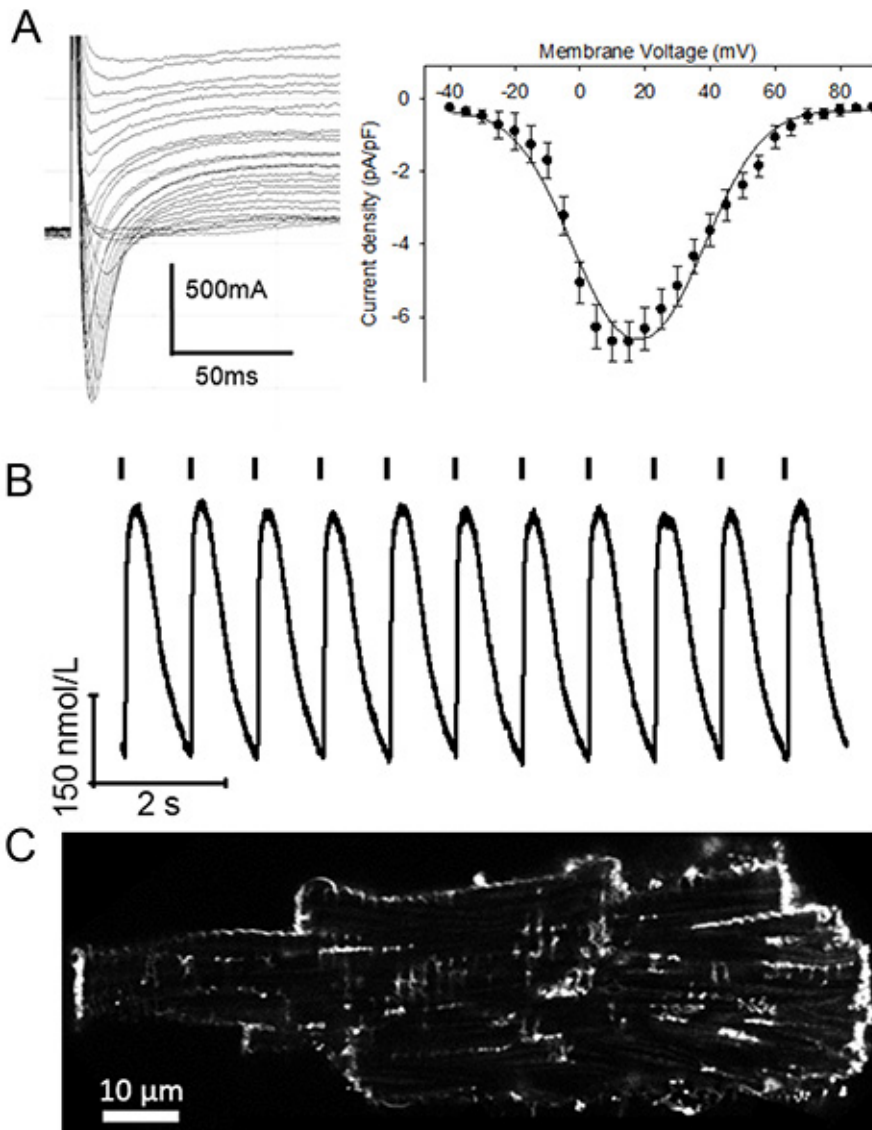 A
500mA
50ms
Membrane Voltage (mV)
-40 -20 0 20 40 60 80
Current density (pA/pF)
0
-2
-4
-6
B
150 nmol/L
2 s
C
10 µm